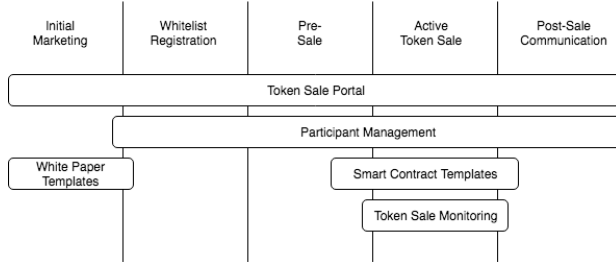 Initial
Marketing
Whitelist
Registration
Pre-
Sale
Active
Token Sale
Post-Sale
Communication
Token Sale Portal
Participant Management
White Paper
Templates
Smart Contract Templates
Token Sale Monitoring